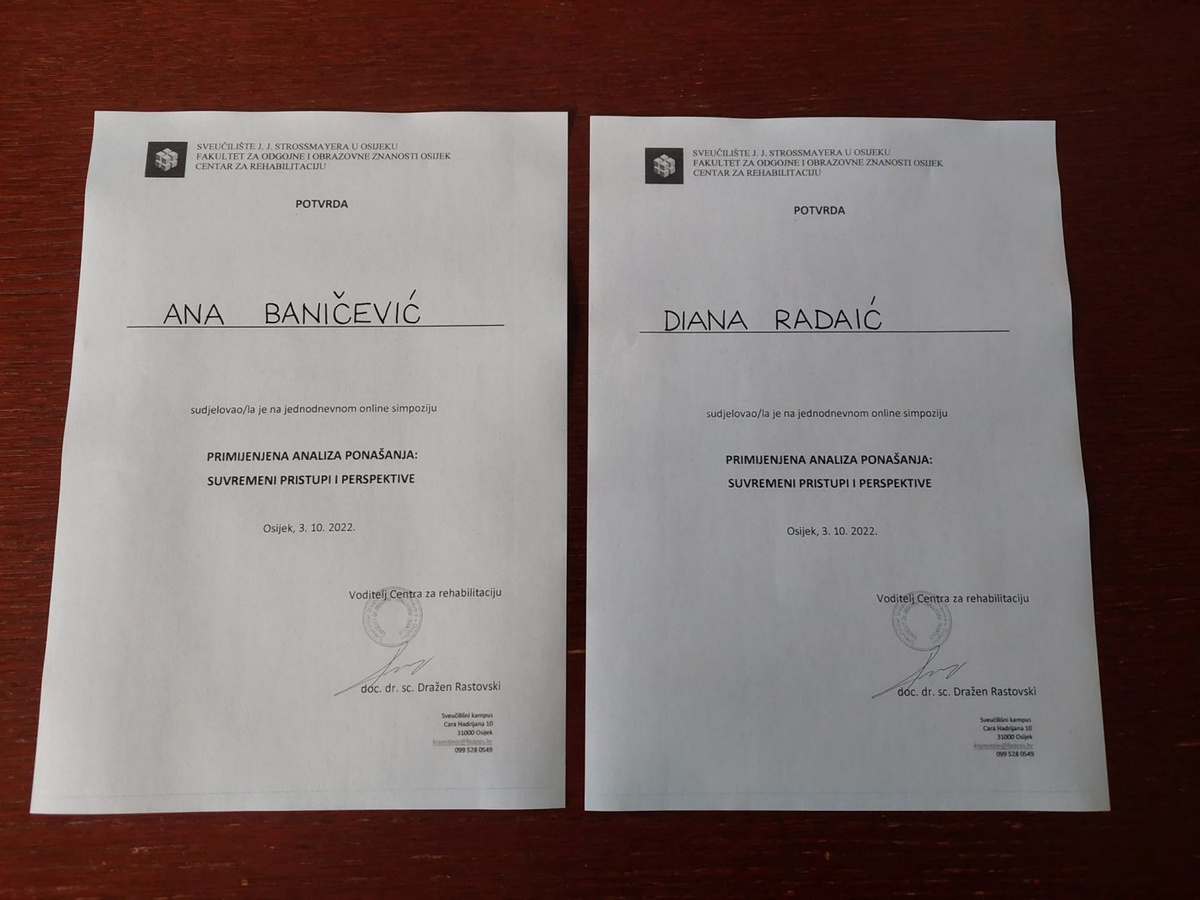 SVEUČILIŠTE J. J. STROSSMAYERA U OSIJEKU
FAKULTET ZA ODGOJNE I OBRAZOVNE ZNANOSTI OSIJEK
CENTAR ZA REHABILITACIJU
POTVRDA
ANA BANIČEVIĆ
sudjelovao/la je na jednodnevnom online simpoziju
PRIMIJENJENA ANALIZA PONAŠANJA:
SUVREMENI PRISTUPI I PERSPEKTIVE
Osijek, 3. 10. 2022.
Voditelj Centra za rehabilitaciju
doc. dr. sc. Dražen Rastovski
Sveučilišni kampus
Cara Hadrijana 10
31000 Osijek
099 528 0549
SVEUČILIŠTE J. J. STROSSMAYERA U OSIJEKU
FAKULTET ZA ODGOJNE I OBRAZOVNE ZNANOSTI OSIJEK
CENTAR ZA REHABILITACIJU
POTVRDA
DIANA RADAIĆ
sudjelovao/la je na jednodnevnom online simpoziju
PRIMIJENJENA ANALIZA PONAŠANJA:
SUVREMENI PRISTUPI I PERSPEKTIVE
Osijek, 3. 10. 2022.
Voditelj Centra za rehabilitaciju
doc. dr. sc. Dražen Rastovski
Sveučilišni kampus
Cara Hadrijana 10
31000 Osijek
099 528 0549